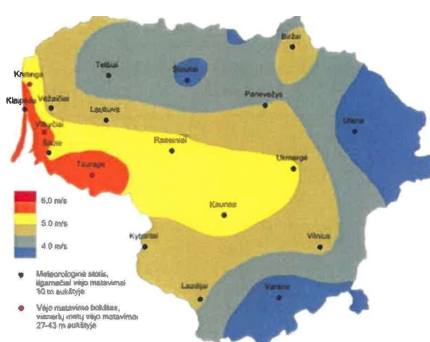 Biržai
Telšiai
Šiauliai
Kretinga
Panevėžys
Klaipėda
Vėžaičiai
Laukuva
Utena
Vilkyčiai
Šilutė
Raseiniai
Ukmergė
Tauragė
6.0 m/s
5.0 m/s
4.0 m/s
Kaunas
Kybartai
Vilnius
Lazdijai
Varėna
Meteorologinė stotis,
ilgamečiai vėjo matavimai
10 m aukštyje
Vėjo matavimo bokštas,
vienerių metų vėjo matavimai
27-43 m aukštyje